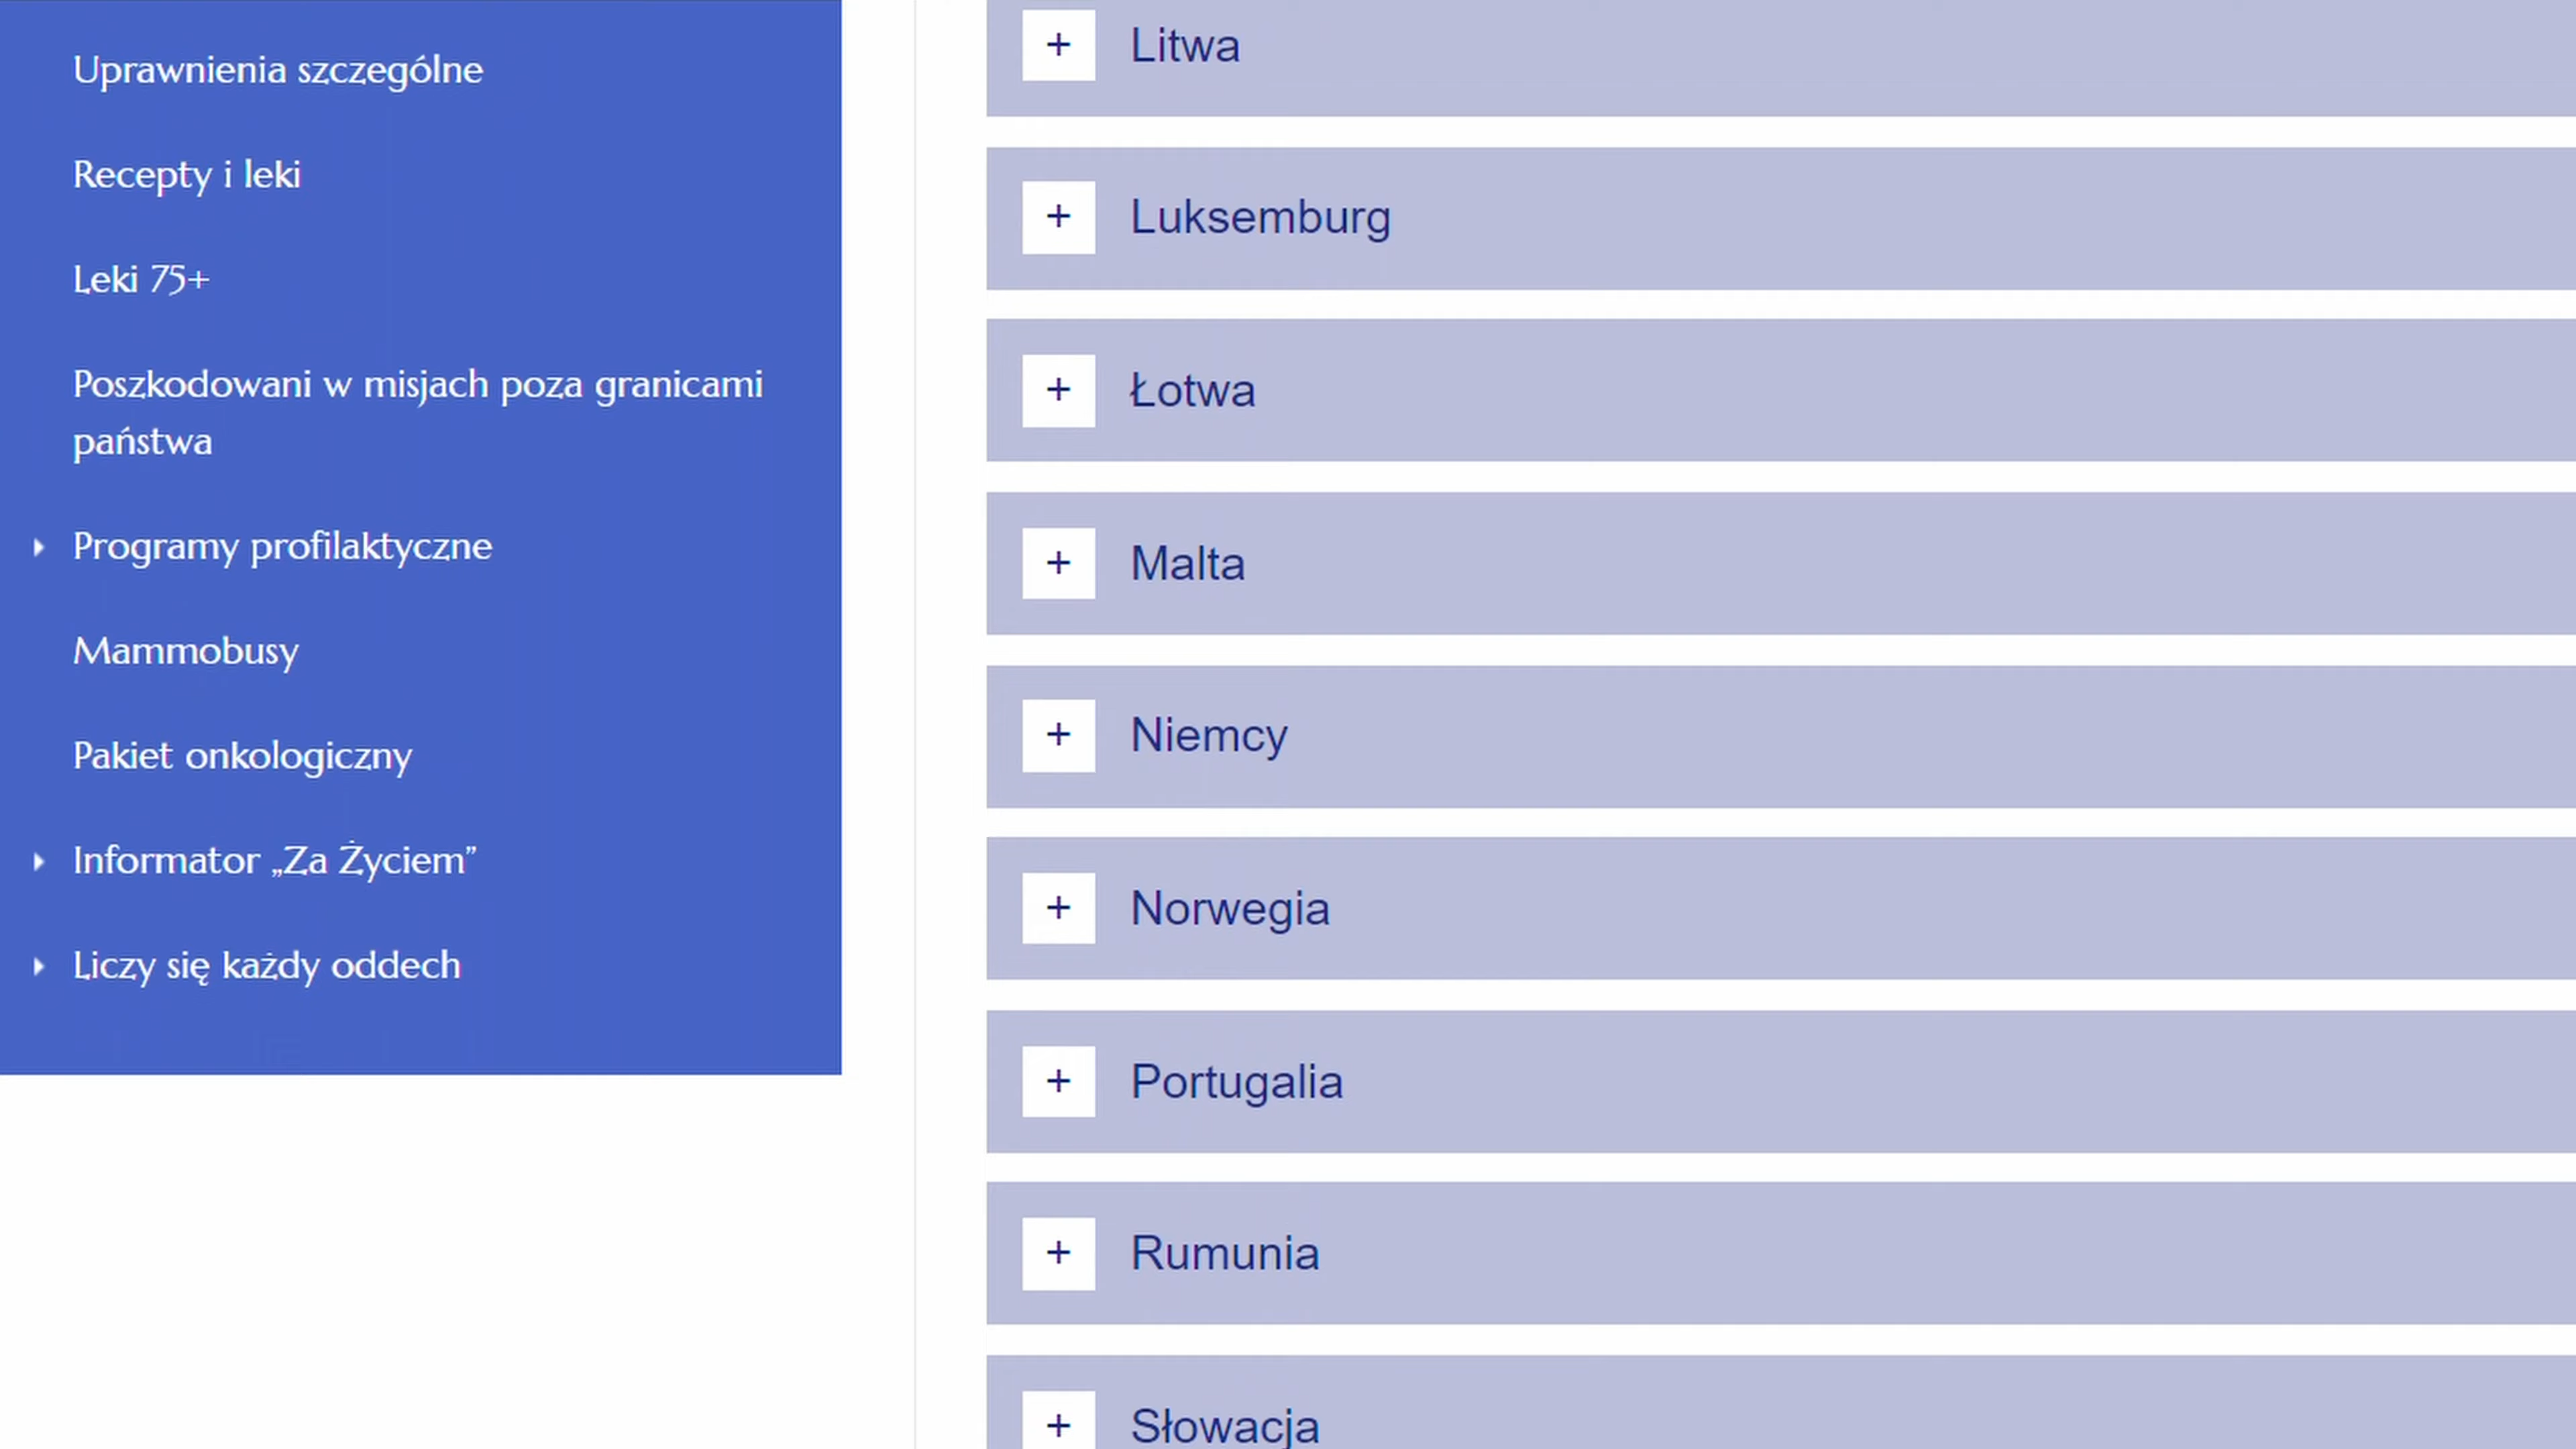 Uprawnienia szczególne
Recepty i leki
Leki 75+
Poszkodowani w misjach poza granicami
państwa
Programy profilaktyczne
Mammobusy
Pakiet onkologiczny
Informator „Za Życiem”
Liczy się każdy oddech
+ Litwa
+ Luksemburg
+ Łotwa
+ Malta
+ Niemcy
+ Norwegia
+ Portugalia
+ Rumunia
+ Słowacja